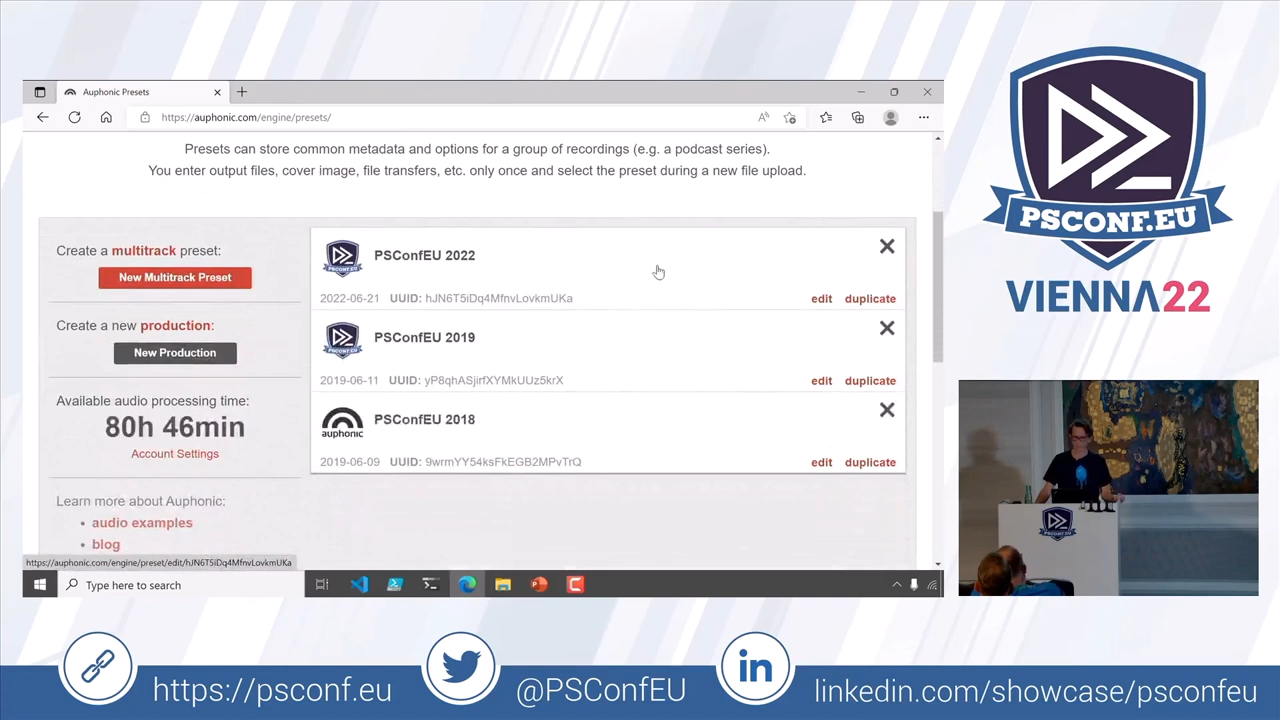 Auphonic Presets
https://auphonic.com/engine/presets/
Presets can store common metadata and options for a group of recordings (e.g. a podcast series).
You enter output files, cover image, file transfers, etc. only once and select the preset during a new file upload.
Create a multitrack preset:
New Multitrack Preset
Create a new production:
New Production
Available audio processing time:
80h 46min
Account Settings
Learn more about Auphonic:
audio examples
blog
PSConfEU 2022
2022-06-21 UUID: hJN6T5iDq4MfnvLovkmUKa
edit duplicate
PSConfEU 2019
2019-06-11 UUID: yP8qhASjirfXYMkUUz5krX
edit duplicate
auphonic
PSConfEU 2018
2019-06-09 UUID: 9wrmYY54ksFkEGB2MPvTrQ
edit duplicate
https://auphonic.com/engine/preset/edit/hJN6T5iDq4MfnvLovkmUKa
Type here to search
PSCONF.EU
VIENNA22
https://psconf.eu
@PSConfEU
linkedin.com/showcase/psconfeu